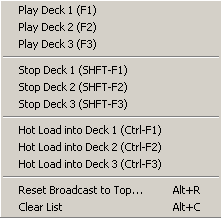 Play Deck 1 (F1)
Play Deck 2 (F2)
Play Deck 3 (F3)
Stop Deck 1 (SHFT-F1)
Stop Deck 2 (SHFT-F2)
Stop Deck 3 (SHFT-F3)
Hot Load into Deck 1 (Ctrl-F1)
Hot Load into Deck 2 (Ctrl-F2)
Hot Load into Deck 3 (Ctrl-F3)
Reset Broadcast to Top... Alt+R
Clear List Alt+C